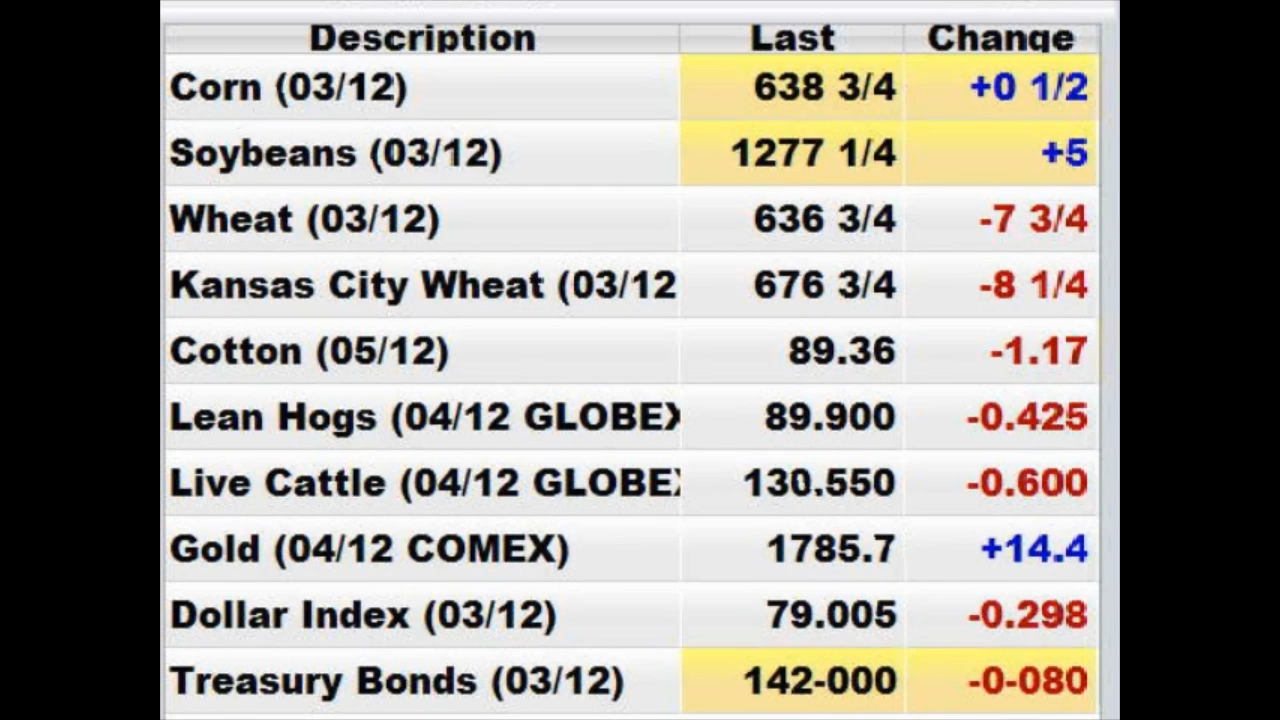 Description Last Change
Corn (03/12) 638 3/4 +0 1/2
Soybeans (03/12) 1277 1/4 +5
Wheat (03/12) 636 3/4 -7 3/4
Kansas City Wheat (03/12 676 3/4 -8 1/4
Cotton (05/12) 89.36 -1.17
Lean Hogs (04/12 GLOBEX 89.900 -0.425
Live Cattle (04/12 GLOBEX 130.550 -0.600
Gold (04/12 COMEX) 1785.7 +14.4
Dollar Index (03/12) 79.005 -0.298
Treasury Bonds (03/12) 142-000 -0-080